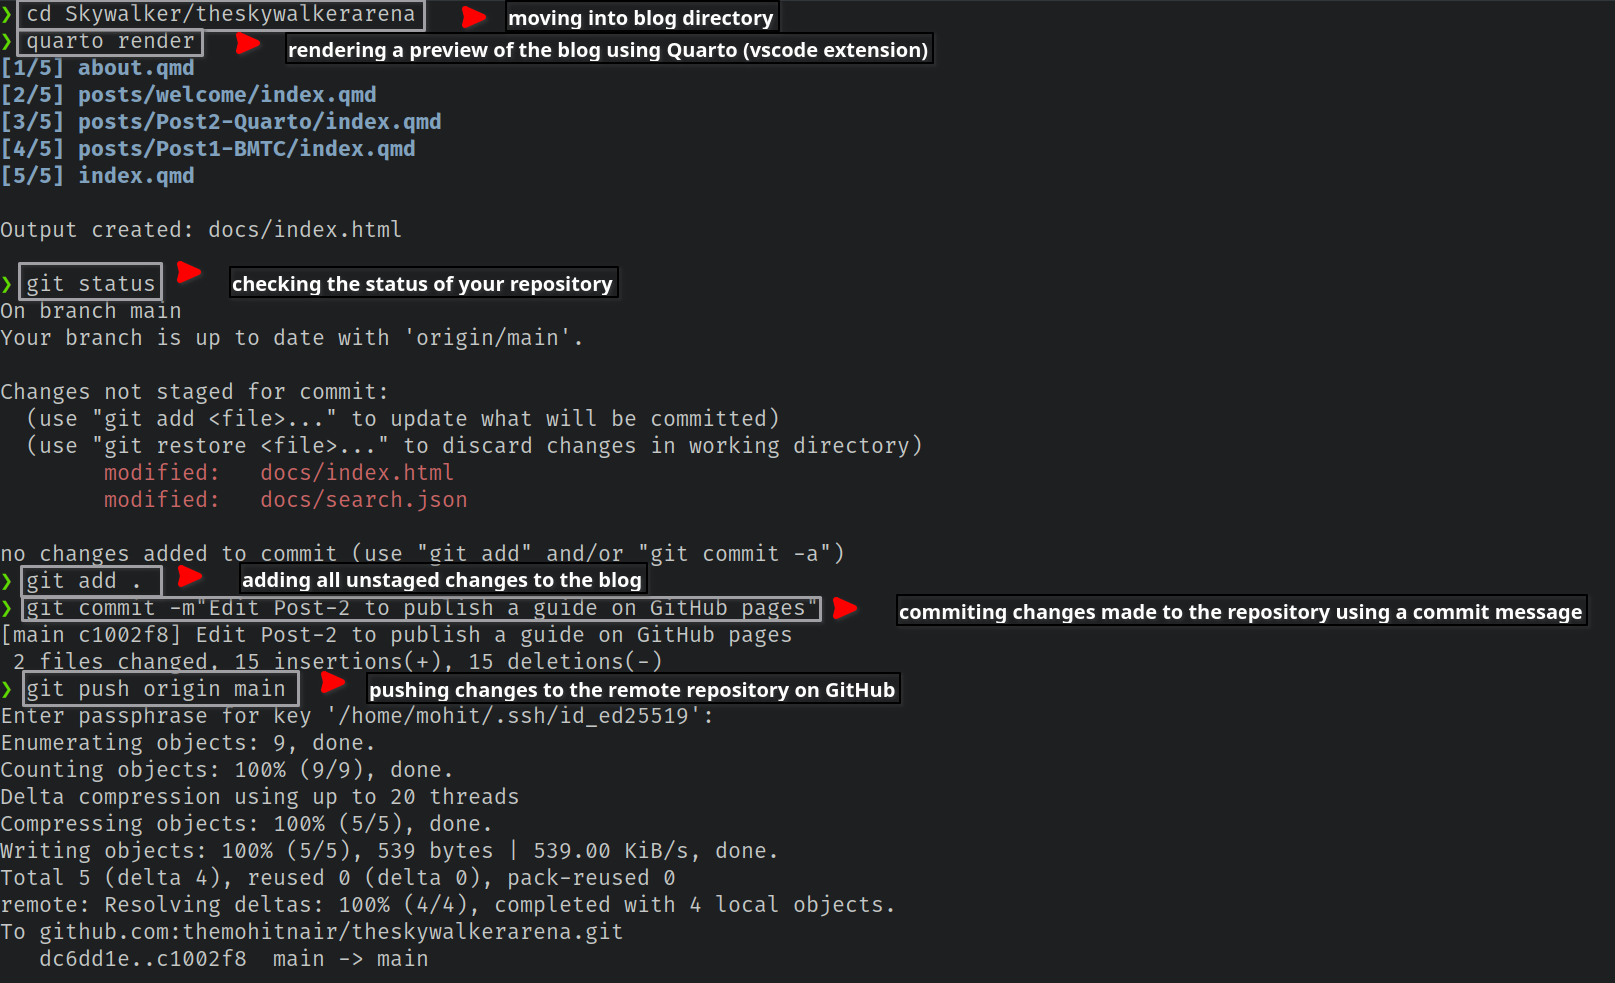 ❯ cd Skywalker/theskywalkerarena moving into blog directory
❯ quarto render rendering a preview of the blog using Quarto (vscode extension)
[1/5] about.qmd
[2/5] posts/welcome/index.qmd
[3/5] posts/Post2-Quarto/index.qmd
[4/5] posts/Post1-BMTC/index.qmd
[5/5] index.qmd
Output created: docs/index.html
❯ git status checking the status of your repository
On branch main
Your branch is up to date with 'origin/main'.
Changes not staged for commit:
(use "git add <file>..." to update what will be committed)
(use "git restore <file>..." to discard changes in working directory)
modified: docs/index.html
modified: docs/search.json
no changes added to commit (use "git add" and/or "git commit -a")
❯ git add . adding all unstaged changes to the blog
❯ git commit -m"Edit Post-2 to publish a guide on GitHub pages" commiting changes made to the repository using a commit message
[main c1002f8] Edit Post-2 to publish a guide on GitHub pages
2 files changed, 15 insertions(+), 15 deletions(-)
❯ git push origin main pushing changes to the remote repository on GitHub
Enter passphrase for key '/home/mohit/.ssh/id_ed25519':
Enumerating objects: 9, done.
Counting objects: 100% (9/9), done.
Delta compression using up to 20 threads
Compressing objects: 100% (5/5), done.
Writing objects: 100% (5/5), 539 bytes | 539.00 KiB/s, done.
Total 5 (delta 4), reused 0 (delta 0), pack-reused 0
remote: Resolving deltas: 100% (4/4), completed with 4 local objects.
To github.com:themohitnair/theskywalkerarena.git
dc6dd1e..c1002f8 main -> main